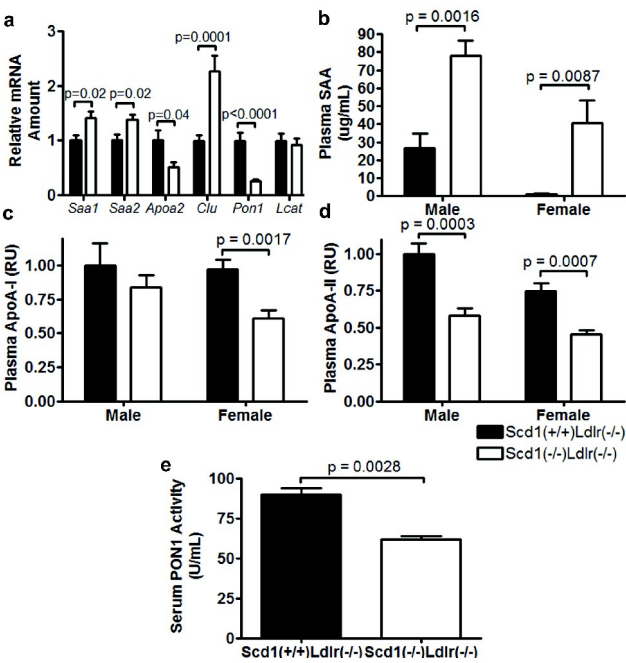 a
Relative mRNA
Amount
3
2
1
0
p=0.02
p=0.02
p=0.04
p=0.0001
p<0.0001
Saa1 Saa2 Apoa2 Clu Pon1 Lcat
b
Plasma SAA
(ug/mL)
90
80
70
60
50
40
30
20
10
0
p = 0.0016
p = 0.0087
Male Female
c
Plasma ApoA-I (RU)
1.00
0.75
0.50
0.25
0.00
p = 0.0017
Male Female
d
Plasma ApoA-II (RU)
1.00
0.75
0.50
0.25
0.00
p = 0.0003
p = 0.0007
Male Female
Scd1(+/+)Ldlr(-/-)
Scd1(-/-)Ldlr(-/-)
e
Serum PON1 Activity
(U/mL)
100
75
50
25
0
p = 0.0028
Scd1(+/+)Ldlr(-/-) Scd1(-/-)Ldlr(-/-)